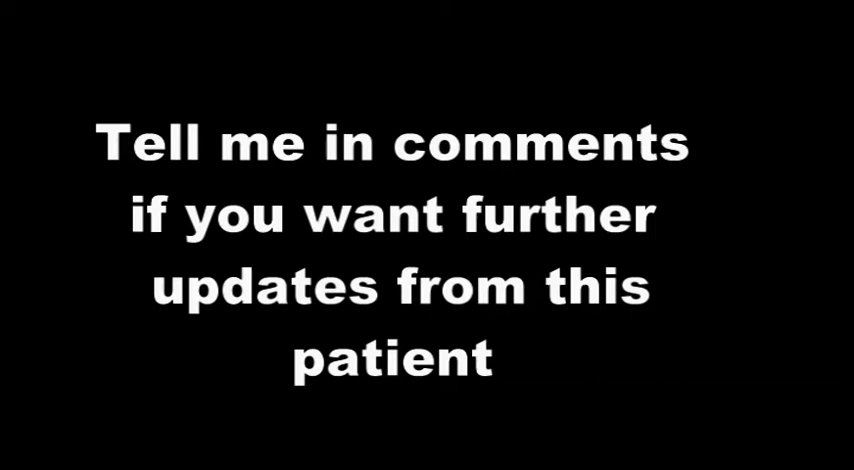 Tell me in comments
if you want further
updates from this
patient